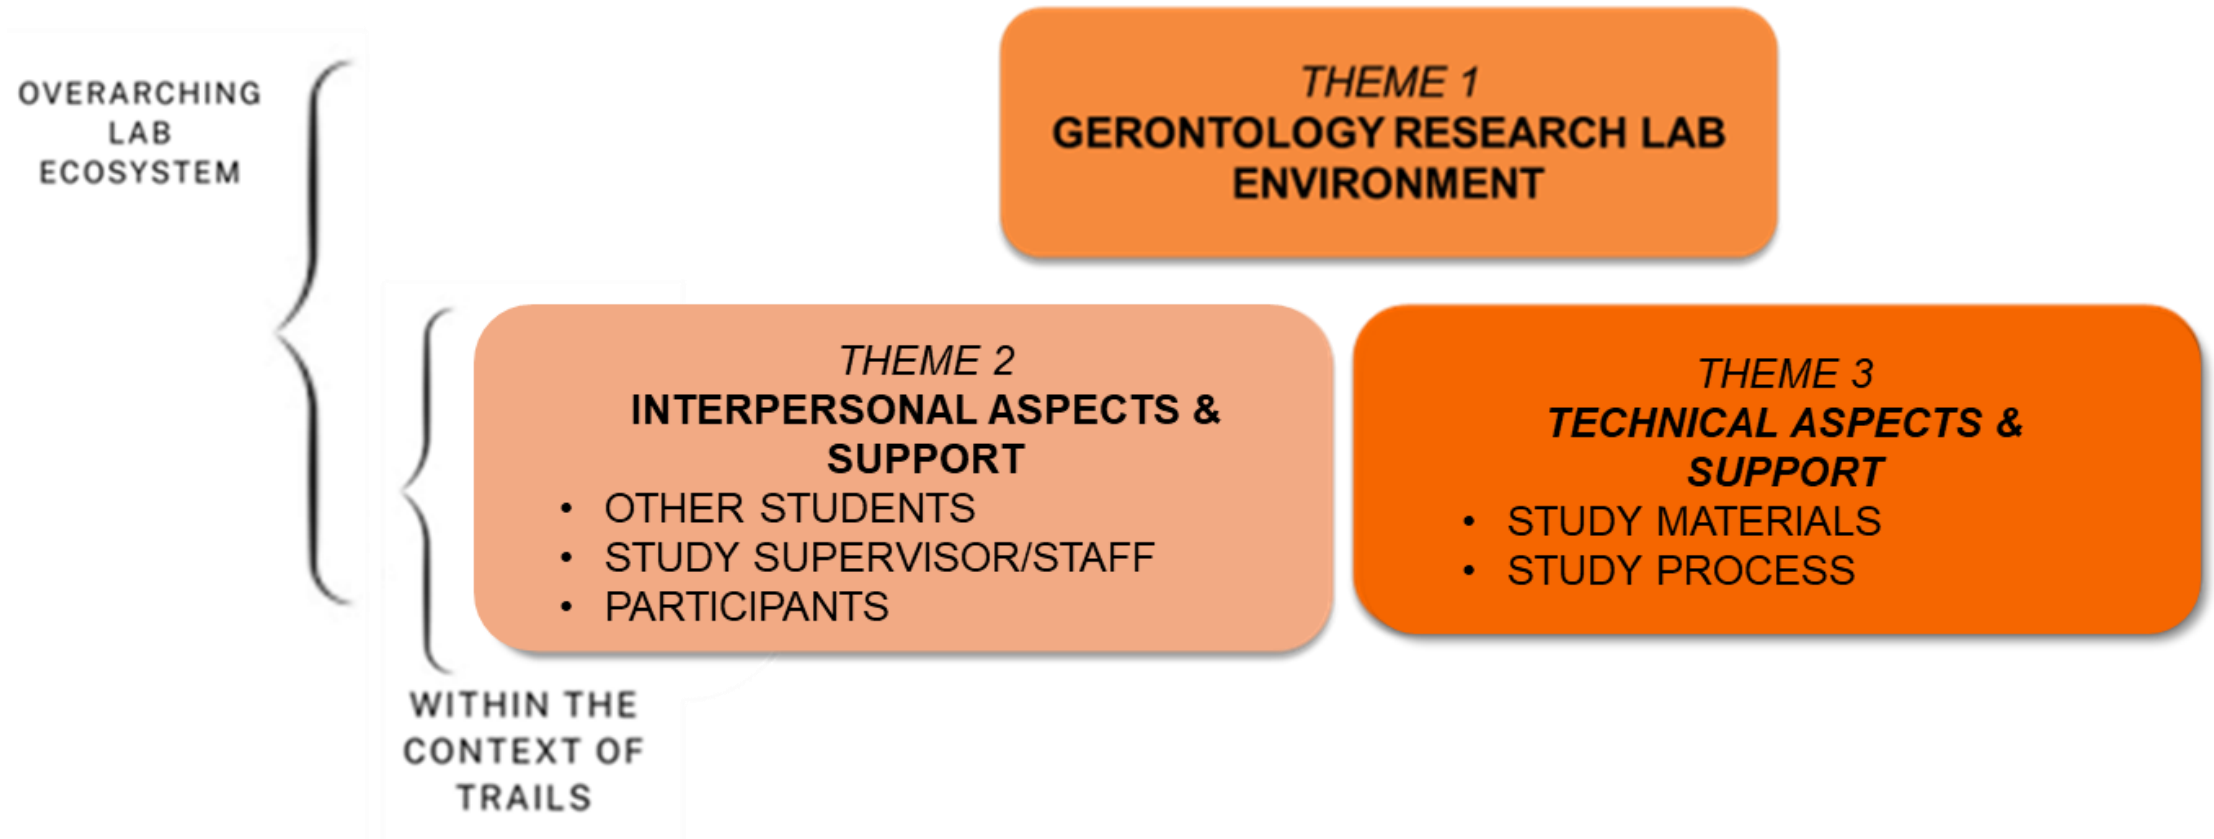 OVERARCHING
LAB
ECOSYSTEM
THEME 1
GERONTOLOGY RESEARCH LAB
ENVIRONMENT
THEME 2
INTERPERSONAL ASPECTS &
SUPPORT
• OTHER STUDENTS
• STUDY SUPERVISOR/STAFF
• PARTICIPANTS
THEME 3
TECHNICAL ASPECTS &
SUPPORT
• STUDY MATERIALS
• STUDY PROCESS
WITHIN THE
CONTEXT OF
TRAILS